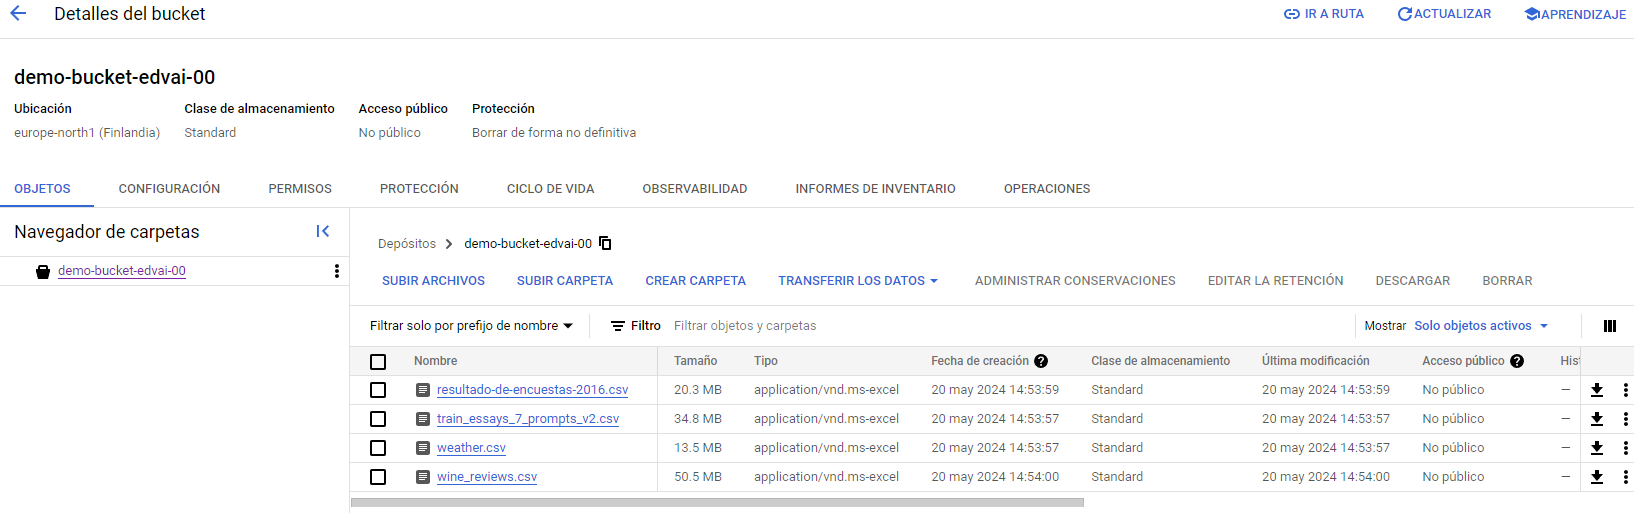 Detalles del bucket IR A RUTA ACTUALIZAR APRENDIZAJE
demo-bucket-edvai-00
Ubicación Clase de almacenamiento Acceso público Protección
europe-north1 (Finlandia) Standard No público Borrar de forma no definitiva
OBJETOS CONFIGURACIÓN PERMISOS PROTECCIÓN CICLO DE VIDA OBSERVABILIDAD INFORMES DE INVENTARIO OPERACIONES
Navegador de carpetas
demo-bucket-edvai-00
Depósitos demo-bucket-edvai-00
SUBIR ARCHIVOS SUBIR CARPETA CREAR CARPETA TRANSFERIR LOS DATOS ADMINISTRAR CONSERVACIONES EDITAR LA RETENCIÓN DESCARGAR BORRAR
Filtrar solo por prefijo de nombre Filtro Filtrar objetos y carpetas Mostrar Solo objetos activos
Nombre Tamaño Tipo Fecha de creación Clase de almacenamiento Última modificación Acceso público Hist
resultado-de-encuestas-2016.csv 20.3 MB application/vnd.ms-excel 20 may 2024 14:53:59 Standard 20 may 2024 14:53:59 No público —
train_essays_7_prompts_v2.csv 34.8 MB application/vnd.ms-excel 20 may 2024 14:53:57 Standard 20 may 2024 14:53:57 No público —
weather.csv 13.5 MB application/vnd.ms-excel 20 may 2024 14:53:57 Standard 20 may 2024 14:53:57 No público —
wine_reviews.csv 50.5 MB application/vnd.ms-excel 20 may 2024 14:54:00 Standard 20 may 2024 14:54:00 No público —